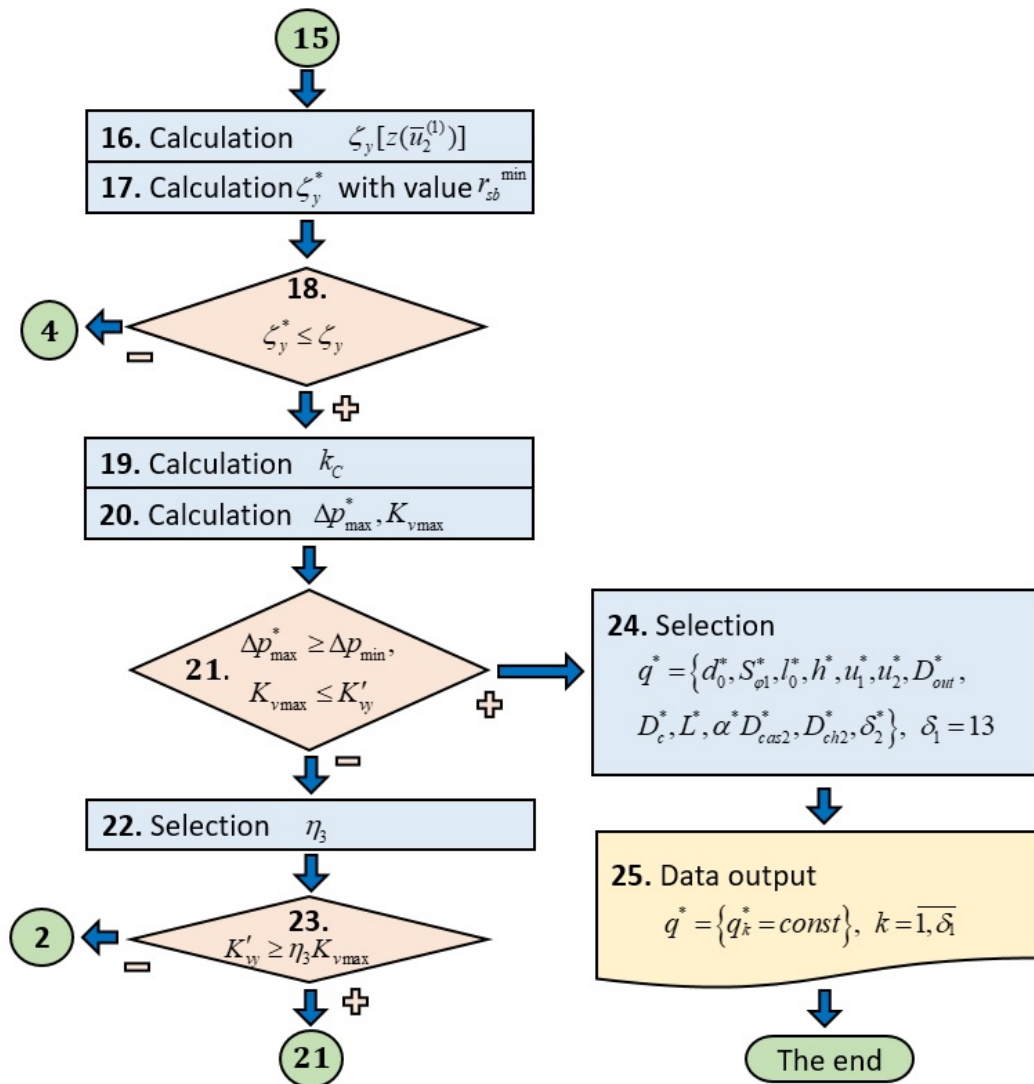 15
16. Calculation ζ_y[z(ū₂⁽¹⁾)]
17. Calculation ζ_y^* with value r_sb^min
18.
4
ζ_y^* ≤ ζ_y
−
+
19. Calculation k_C
20. Calculation Δp_max^*, K_vmax
21.
Δp_max^* ≥ Δp_min,
K_vmax ≤ K′_vy
+
−
24. Selection
q^* = {d_0^*, S_φ1^*, l_0^*, h^*, u_1^*, u_2^*, D_out^*,
D_c^*, L^*, α^* D_cas2^*, D_ch2^*, δ_2^*}, δ_1 = 13
22. Selection η_3
25. Data output
q^* = {q_k^* = const}, k = \overline{1, δ_1}
23.
2
K′_vy ≥ η_3 K_vmax
−
+
21
The end